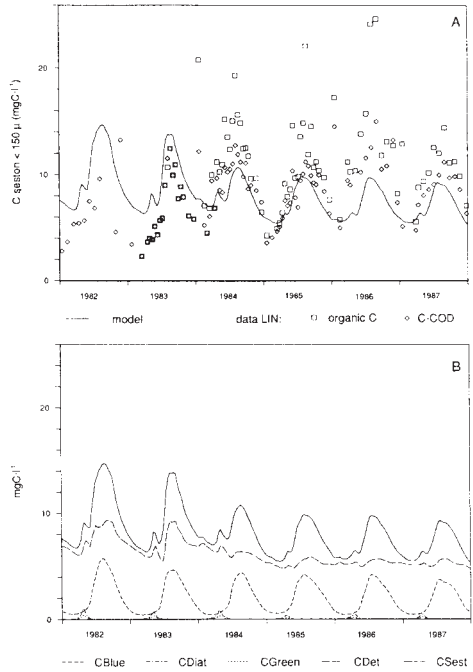 A
C seston < 150 µ (mgC·l⁻¹)
20
10
0
1982 1983 1984 1985 1986 1987
model data LIN: organic C C-COD
B
mgC·l⁻¹
20
10
0
1982 1983 1984 1985 1986 1987
CBlue CDiat CGreen CDet CSest